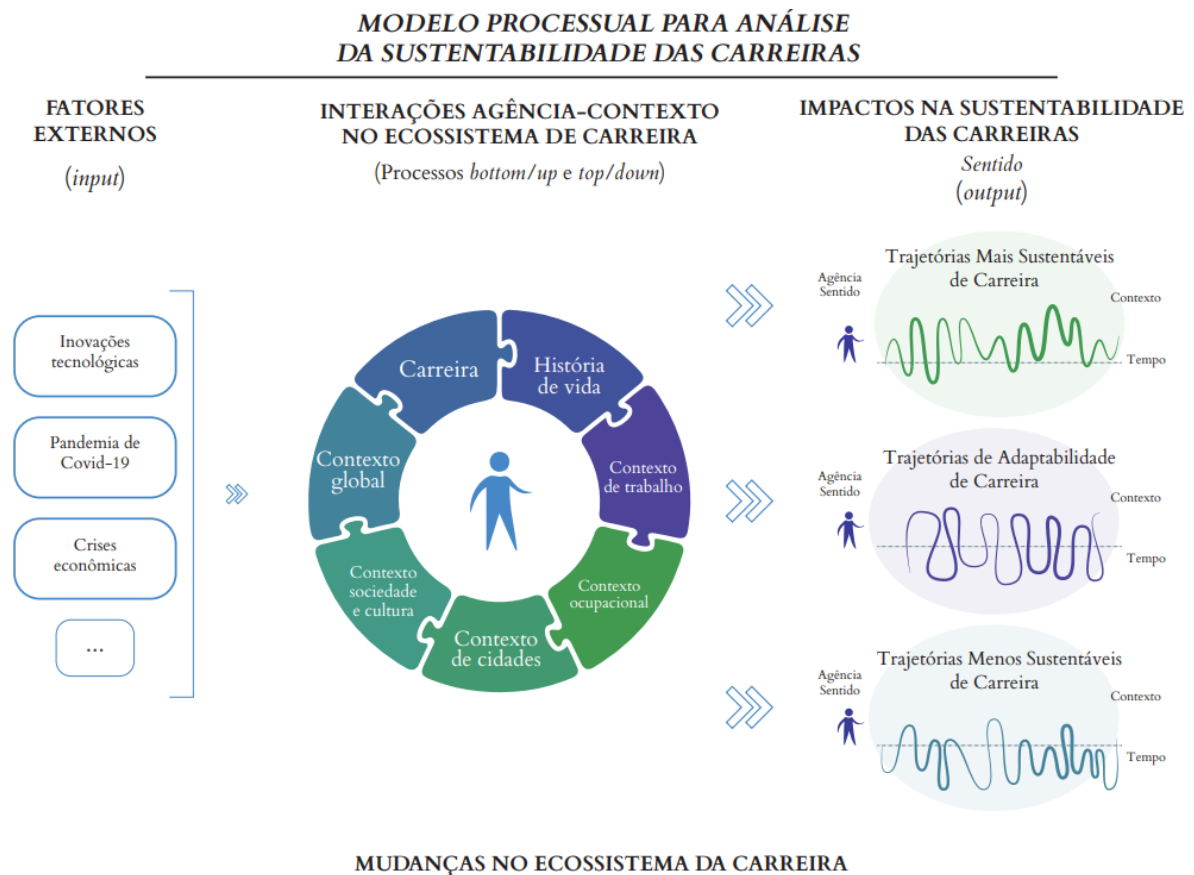 MODELO PROCESSUAL PARA ANÁLISE
DA SUSTENTABILIDADE DAS CARREIRAS
FATORES
EXTERNOS
(input)
Inovações
tecnológicas
Pandemia de
Covid-19
Crises
econômicas
...
INTERAÇÕES AGÊNCIA-CONTEXTO
NO ECOSSISTEMA DE CARREIRA
(Processos bottom/up e top/down)
Carreira
História
de vida
Contexto
de trabalho
Contexto
ocupacional
Contexto
de cidades
Contexto
sociedade
e cultura
Contexto
global
IMPACTOS NA SUSTENTABILIDADE
DAS CARREIRAS
Sentido
(output)
Trajetórias Mais Sustentáveis
de Carreira
Agência
Sentido
Contexto
Tempo
Trajetórias de Adaptabilidade
de Carreira
Agência
Sentido
Contexto
Tempo
Trajetórias Menos Sustentáveis
de Carreira
Agência
Sentido
Contexto
Tempo
MUDANÇAS NO ECOSSISTEMA DA CARREIRA